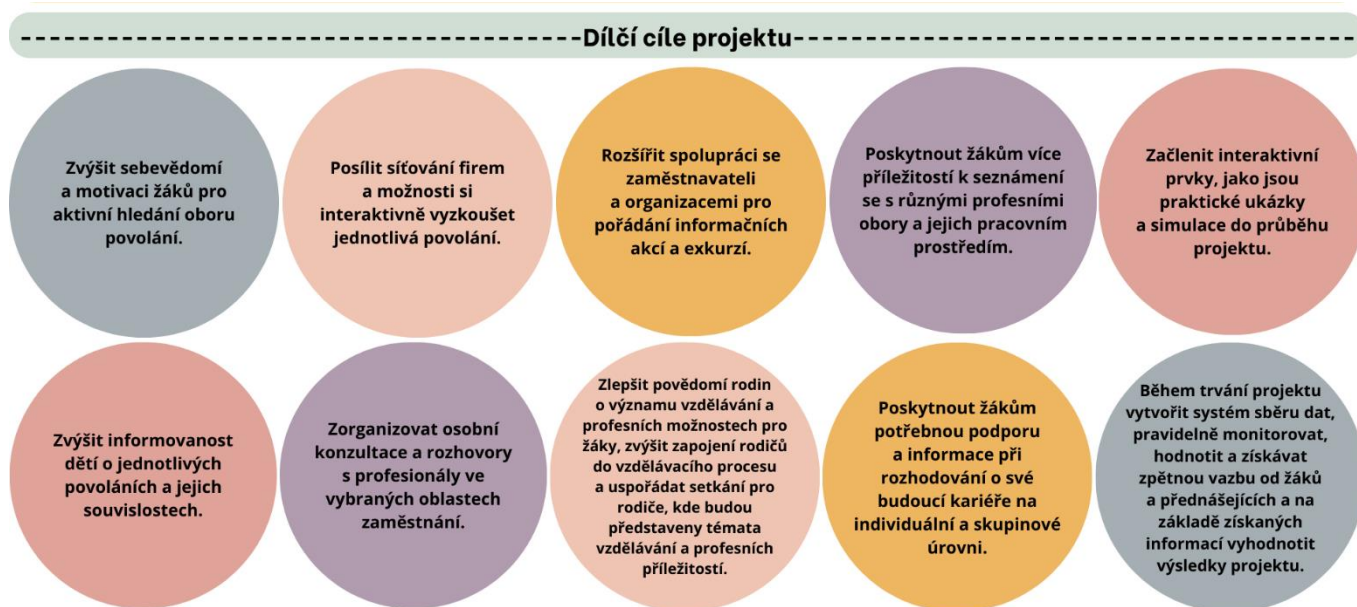 Dílčí cíle projektu
Zvýšit sebevědomí
a motivaci žáků pro
aktivní hledání oboru
povolání.
Posílit síťování firem
a možnosti si
interaktivně vyzkoušet
jednotlivá povolání.
Rozšířit spolupráci se
zaměstnavateli
a organizacemi pro
pořádání informačních
akcí a exkurzí.
Poskytnout žákům více
příležitostí k seznámení
se s různými profesními
obory a jejich pracovním
prostředím.
Začlenit interaktivní
prvky, jako jsou
praktické ukázky
a simulace do průběhu
projektu.
Zvýšit informovanost
dětí o jednotlivých
povoláních a jejich
souvislostech.
Zorganizovat osobní
konzultace a rozhovory
s profesionály ve
vybraných oblastech
zaměstnání.
Zlepšit povědomí rodin
o významu vzdělávání a
profesních možnostech pro
žáky, zvýšit zapojení rodičů
do vzdělávacího procesu
a uspořádat setkání pro
rodiče, kde budou
představeny témata
vzdělávání a profesních
příležitostí.
Poskytnout žákům
potřebnou podporu
a informace při
rozhodování o své
budoucí kariéře na
individuální a skupinové
úrovni.
Během trvání projektu
vytvořit systém sběru dat,
pravidelně monitorovat,
hodnotit a získávat
zpětnou vazbu od žáků
a přednášejících a na
základě získaných
informací vyhodnotit
výsledky projektu.